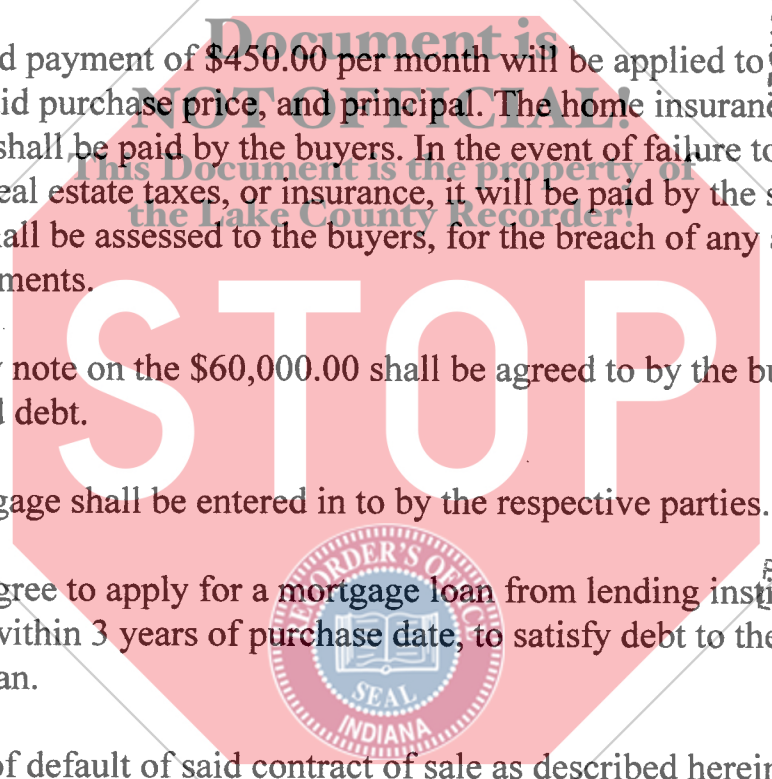 Document is
d payment of $450.00 per month will be applied to
id purchase price, and principal. The home insuranc
NOT OFFICIAL!
shall be paid by the buyers. In the event of failure to
This Document is the property of
eal estate taxes, or insurance, it will be paid by the s
the Lake County Recorder!
all be assessed to the buyers, for the breach of any
ments.
STOP
note on the $60,000.00 shall be agreed to by the bu
debt.
gage shall be entered in to by the respective parties.
RECORDER'S OFFICE
gree to apply for a mortgage loan from lending insti
within 3 years of purchase date, to satisfy debt to the
an.
SEAL
INDIANA
of default of said contract of sale as described herein